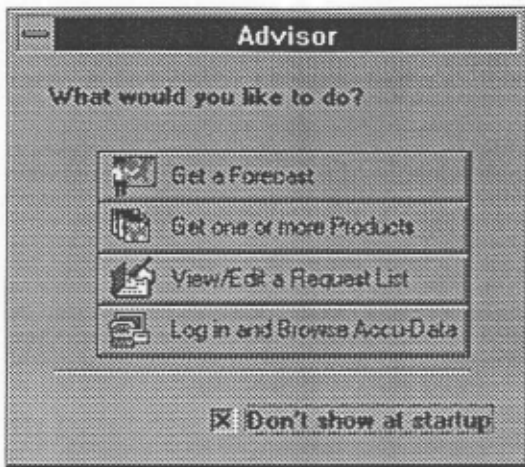 Advisor
What would you like to do?
Get a Forecast
Get one or more Products
View/Edit a Request List
Log in and Browse Accu-Data
Don't show at startup